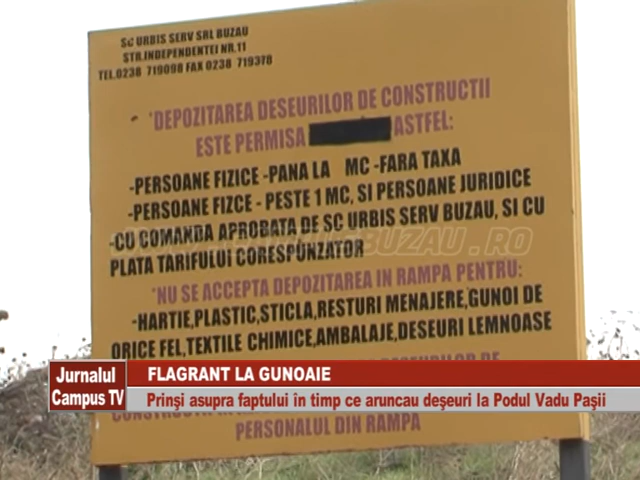 SC URBIS SERV SRL BUZAU
STR.INDEPENDENTEI NR.11
TEL.0238 719098 FAX 0238 719378
*DEPOZITAREA DESEURILOR DE CONSTRUCTII
ESTE PERMISA ASTFEL:
-PERSOANE FIZICE -PANA LA MC -FARA TAXA
-PERSOANE FIZCE - PESTE 1 MC, SI PERSOANE JURIDICE
-CU COMANDA APROBATA DE SC URBIS SERV BUZAU, SI CU
PLATA TARIFULUI CORESPUNZATOR
*NU SE ACCEPTA DEPOZITAREA IN RAMPA PENTRU:
-HARTIE,PLASTIC,STICLA,RESTURI MENAJERE,GUNOI DE
ORICE FEL,TEXTILE CHIMICE,AMBALAJE,DESEURI LEMNOASE
DESEURILOR DE
PERSONALUL DIN RAMPA
Jurnalul
Campus TV
FLAGRANT LA GUNOAIE
Prinşi asupra faptului în timp ce aruncau deşeuri la Podul Vadu Paşii